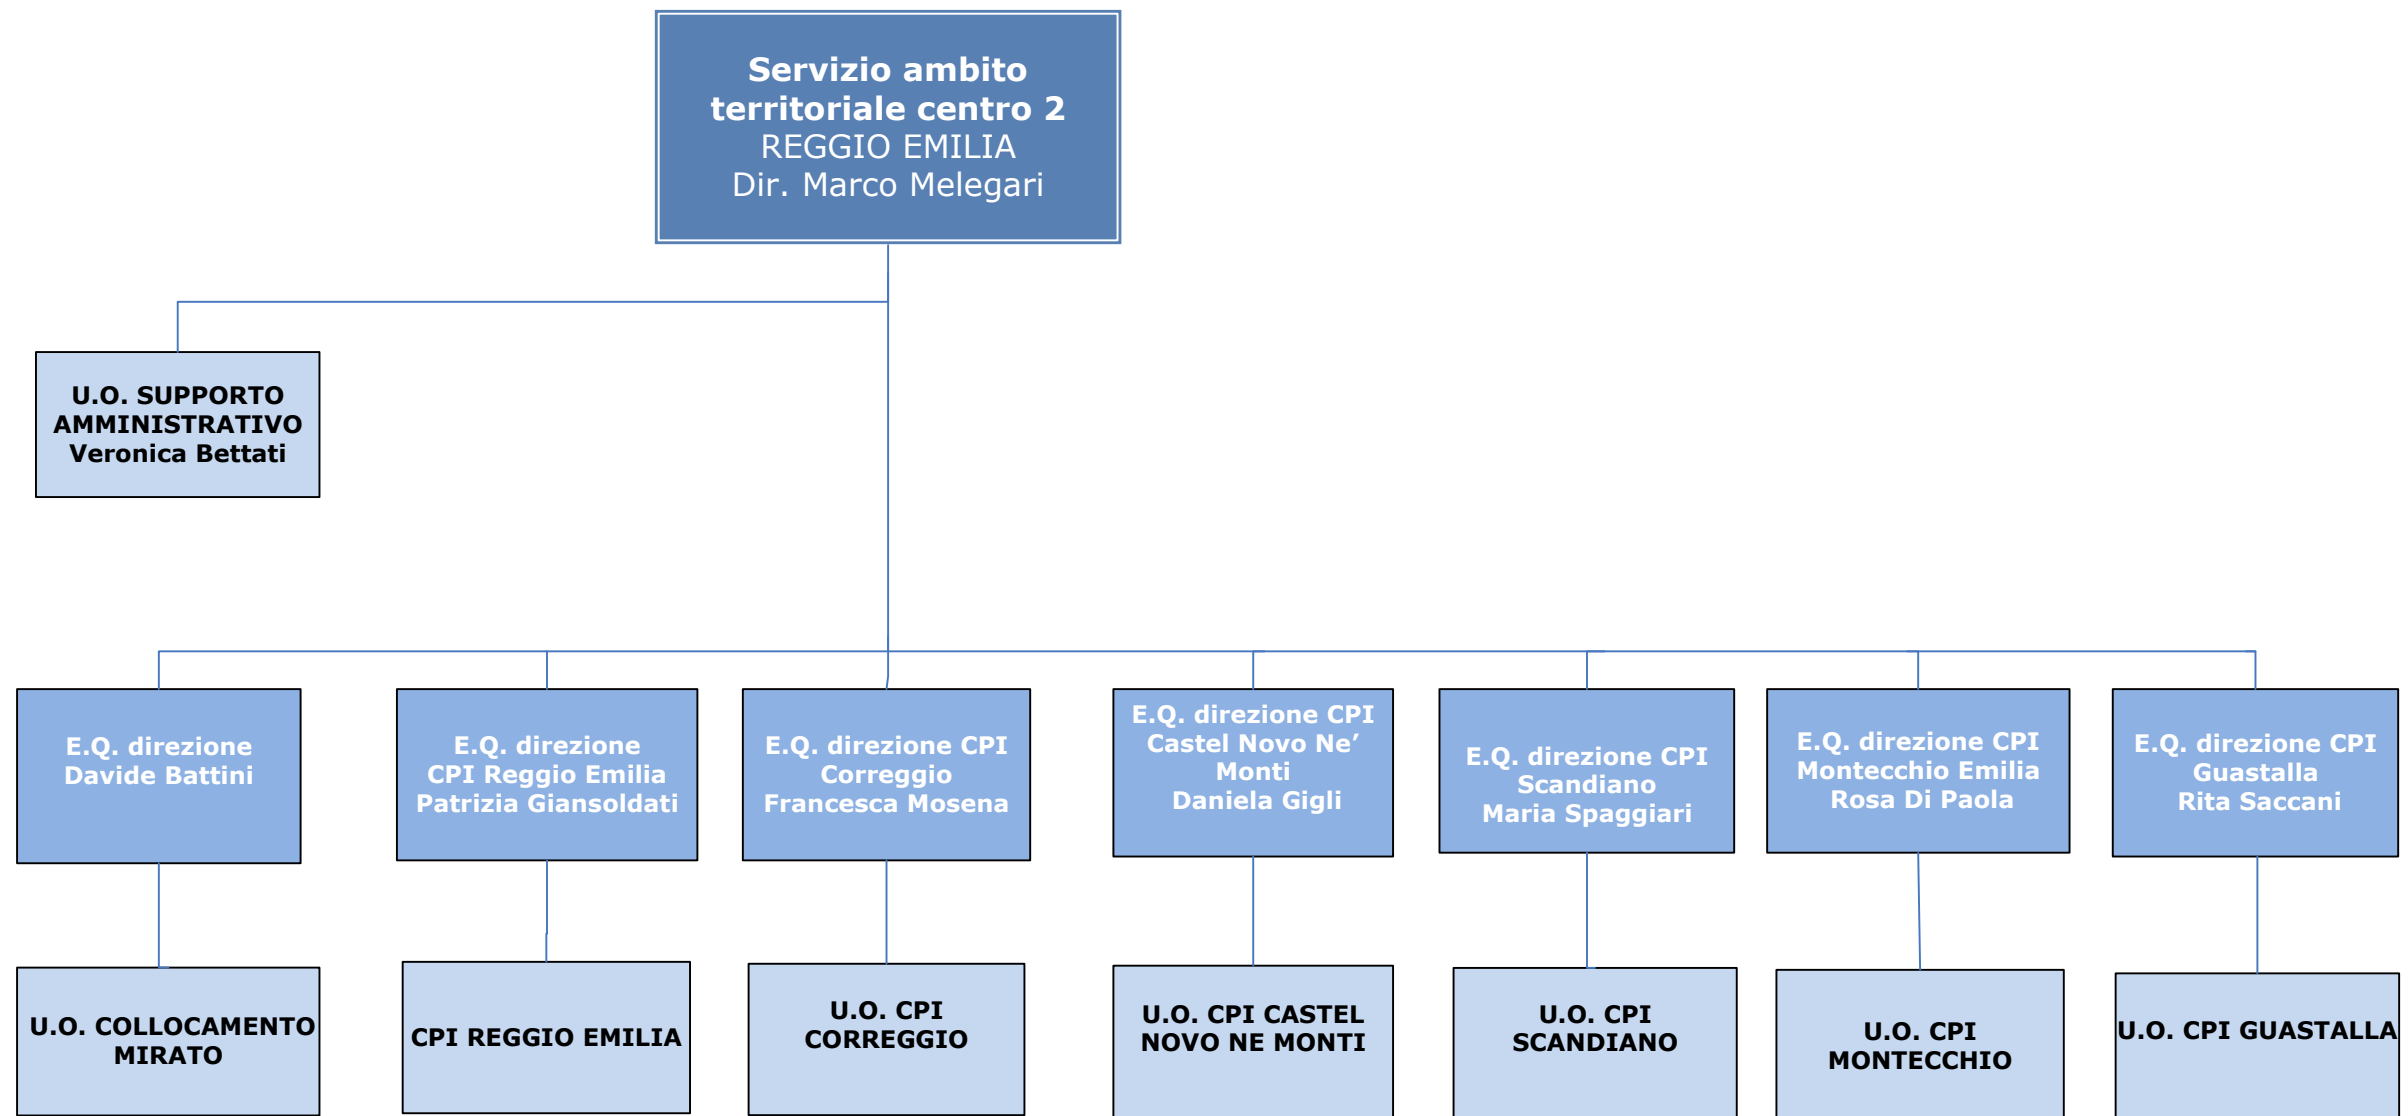 Servizio ambito
territoriale centro 2
REGGIO EMILIA
Dir. Marco Melegari
U.O. SUPPORTO
AMMINISTRATIVO
Veronica Bettati
E.Q. direzione
Davide Battini
E.Q. direzione
CPI Reggio Emilia
Patrizia Giansoldati
E.Q. direzione CPI
Correggio
Francesca Mosena
E.Q. direzione CPI
Castel Novo Ne’
Monti
Daniela Gigli
E.Q. direzione CPI
Scandiano
Maria Spaggiari
E.Q. direzione CPI
Montecchio Emilia
Rosa Di Paola
E.Q. direzione CPI
Guastalla
Rita Saccani
U.O. COLLOCAMENTO
MIRATO
CPI REGGIO EMILIA
U.O. CPI
CORREGGIO
U.O. CPI CASTEL
NOVO NE MONTI
U.O. CPI
SCANDIANO
U.O. CPI
MONTECCHIO
U.O. CPI GUASTALLA